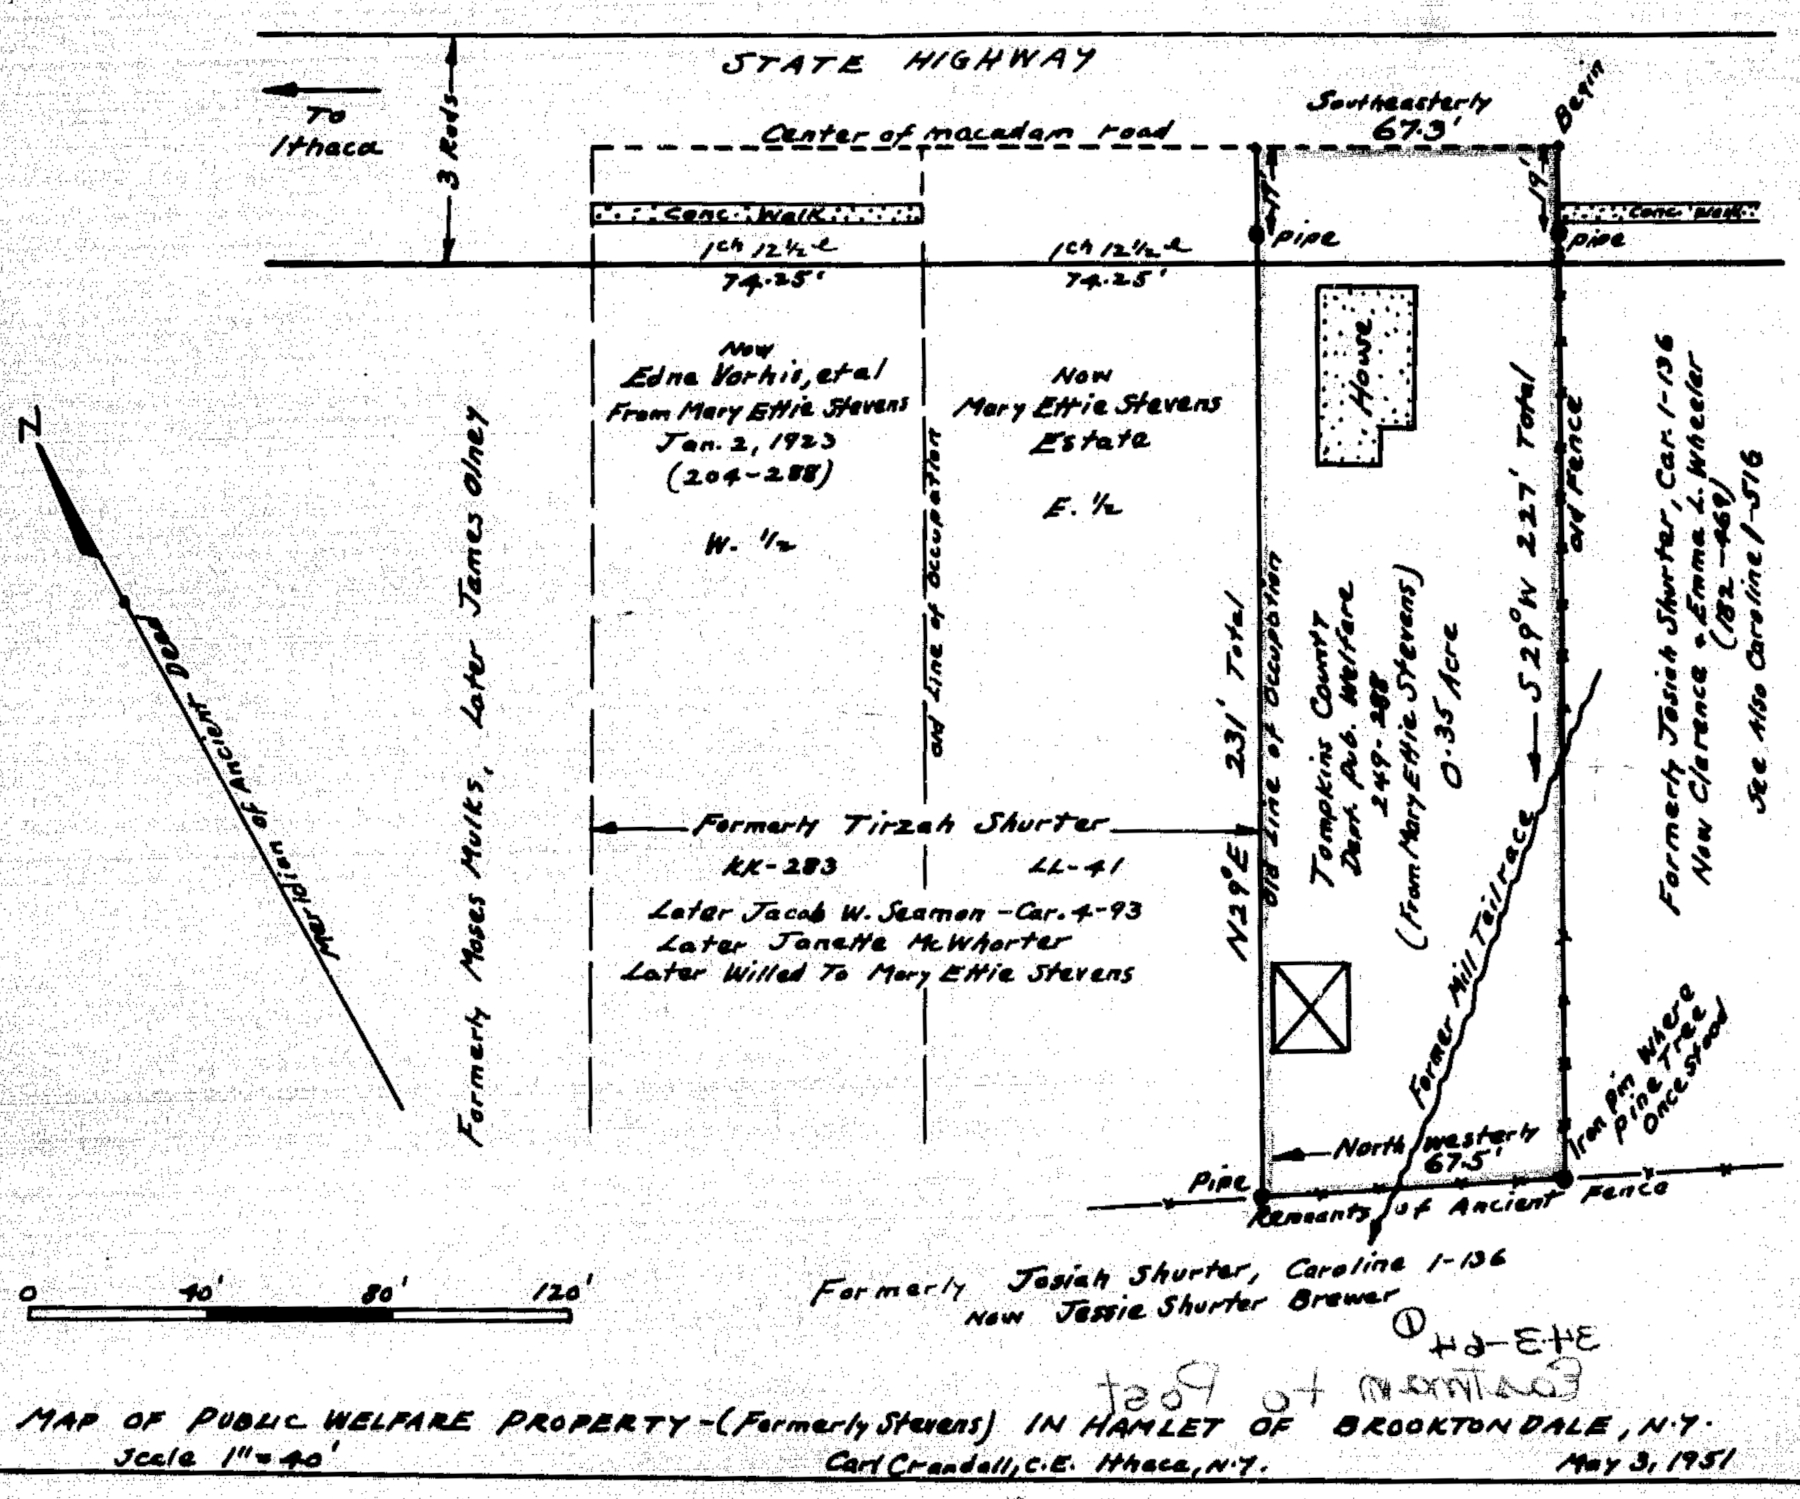 STATE HIGHWAY
To
Ithaca
3 Rods
Center of macadam road
Southeasterly
67.3'
Begin
19'
19'
Conc. Walk
Conc. Walk
Pipe
Pipe
1ch 12½ l
74.25'
1ch 12½ l
74.25'
Now
Edna Vorhis, et al
From Mary Effie Stevens
Jan. 2, 1923
(204-288)
W. ½
Now
Mary Effie Stevens
Estate
E. ½
House
Old Line of Occupation
N
Meridian of Ancient Deed
Formerly Moses Mulks, Later James Olney
Formerly Tirzah Shurter
KK-283
LL-41
Later Jacob W. Seamon - Car. 4-93
Later Janette McWhorter
Later Willed To Mary Effie Stevens
N29°E 231' Total
Old Line of Occupation
Tompkins County
Dept. Pub. Welfare
249-288
(From Mary Effie Stevens)
0.35 Acre
S29°W 227' Total
Old Fence
Former Mill Tailrace
Formerly Josiah Shurter, Car. 1-136
Now Clarence & Emma L. Wheeler
(182-469)
See Also Caroline 1-516
Iron Pin Where
Pine Tree
Once Stood
North westerly
67.5'
Pipe
Remnants of Ancient Fence
Formerly Josiah Shurter, Caroline 1-136
Now Jessie Shurter Brewer
0 40' 80' 120'
1
343-64
Eastman to Post
MAP OF PUBLIC WELFARE PROPERTY - (Formerly Stevens) IN HAMLET OF BROOKTONDALE, N.Y.
Scale 1" = 40'
Carl Crandall, C.E. Ithaca, N.Y.
May 3, 1951